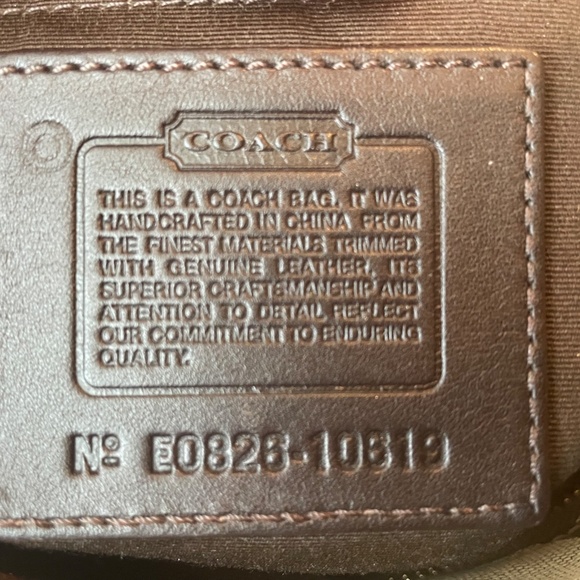 COACH
THIS IS A COACH BAG. IT WAS
HANDCRAFTED IN CHINA FROM
THE FINEST MATERIALS TRIMMED
WITH GENUINE LEATHER. ITS
SUPERIOR CRAFTSMANSHIP AND
ATTENTION TO DETAIL REFLECT
OUR COMMITMENT TO ENDURING
QUALITY.
Nº E0826-10619